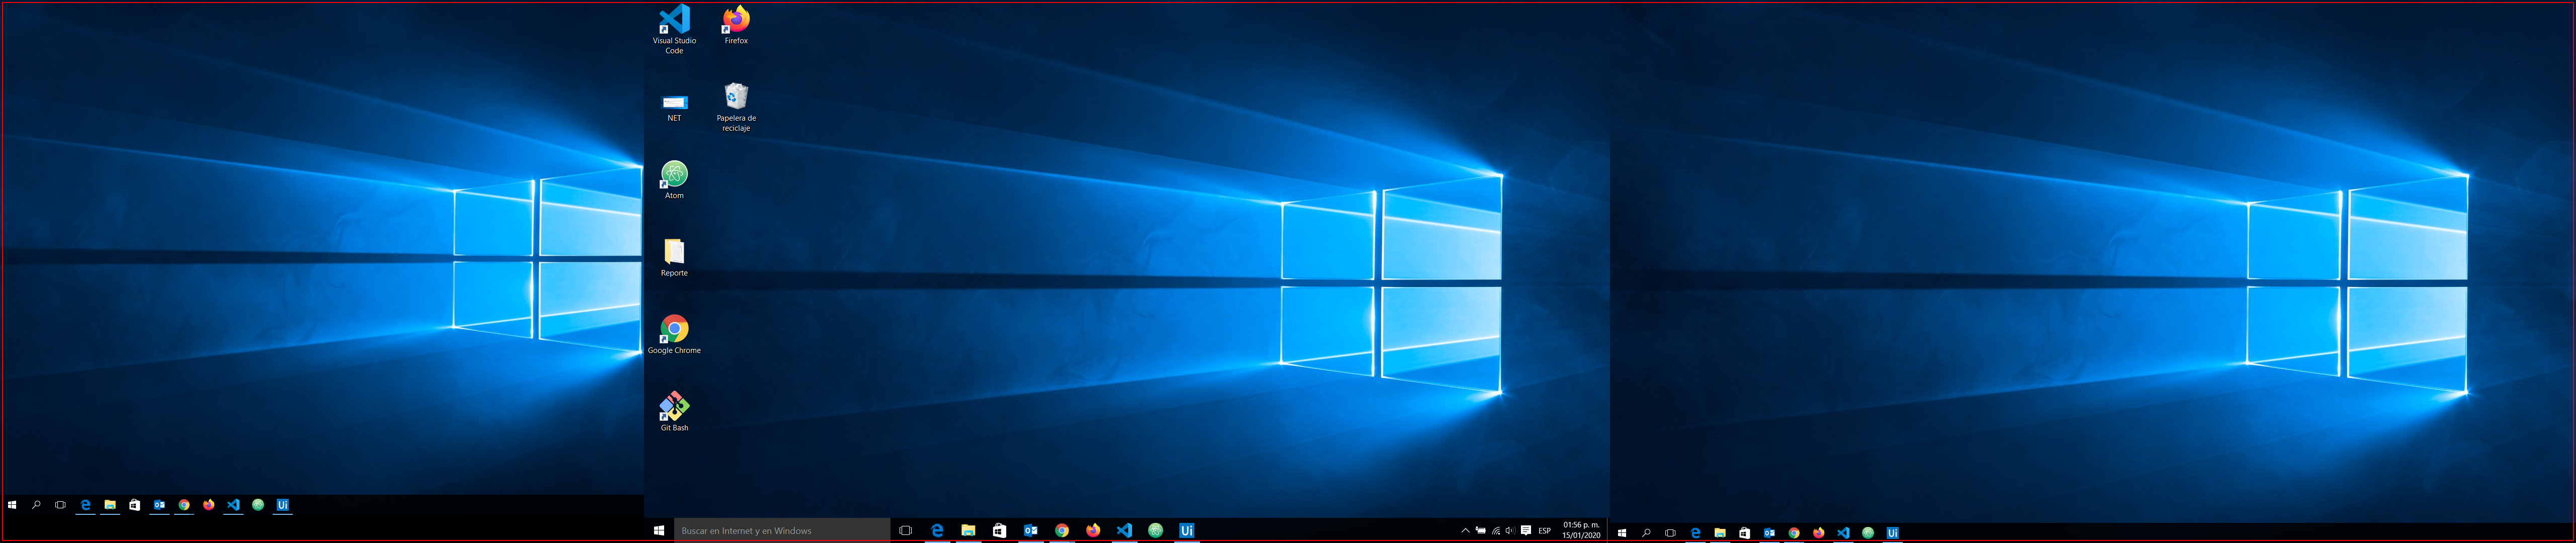 Visual Studio
Code
Firefox
NET
Papelera de
reciclaje
Atom
Reporte
Google Chrome
Git Bash
Ui
Buscar en Internet y en Windows
Ui
ESP
01:56 p. m.
15/01/2020
Ui